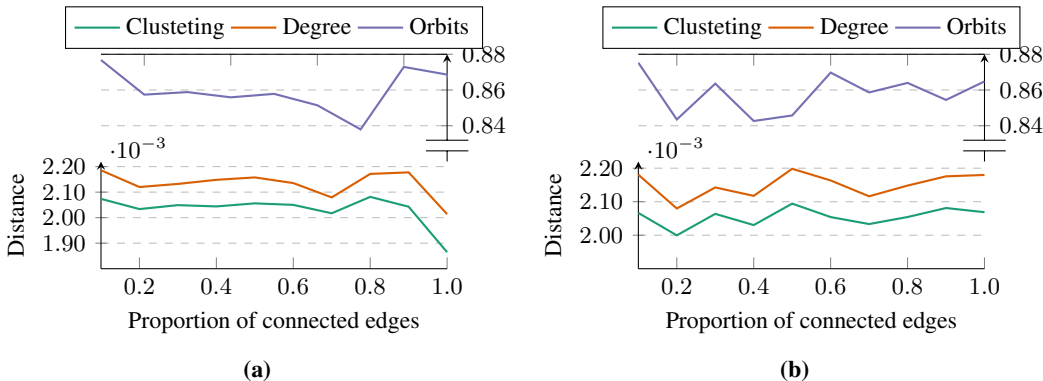 Clusteting Degree Orbits
0.88
0.86
0.84
·10⁻³
2.20
2.10
2.00
1.90
Distance
0.2 0.4 0.6 0.8 1.0
Proportion of connected edges
(a)
Clusteting Degree Orbits
0.88
0.86
0.84
·10⁻³
2.20
2.10
2.00
Distance
0.2 0.4 0.6 0.8 1.0
Proportion of connected edges
(b)